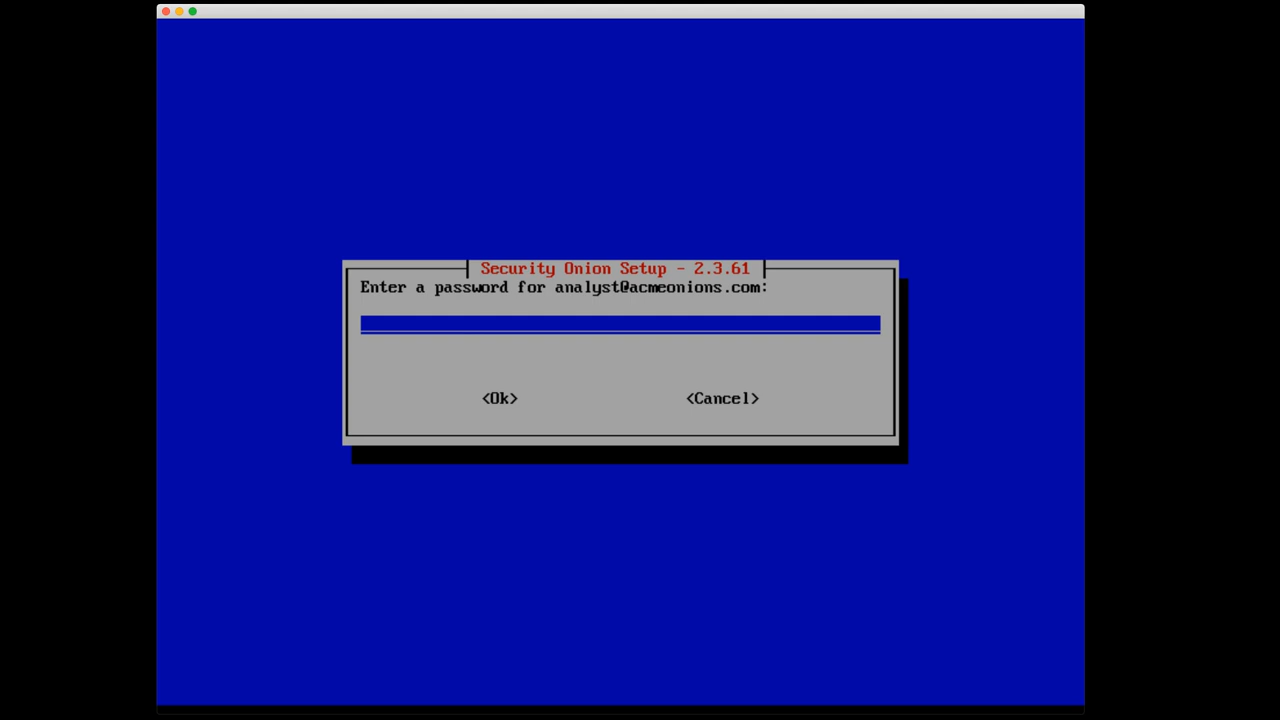 Security Onion Setup - 2.3.61
Enter a password for analyst@acmeonions.com:
<Ok> <Cancel>